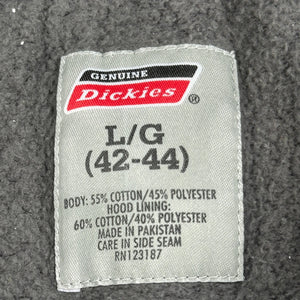 GENUINE
Dickies®
L/G
(42-44)
BODY: 55% COTTON/45% POLYESTER
HOOD LINING:
60% COTTON/40% POLYESTER
MADE IN PAKISTAN
CARE IN SIDE SEAM
RN123187